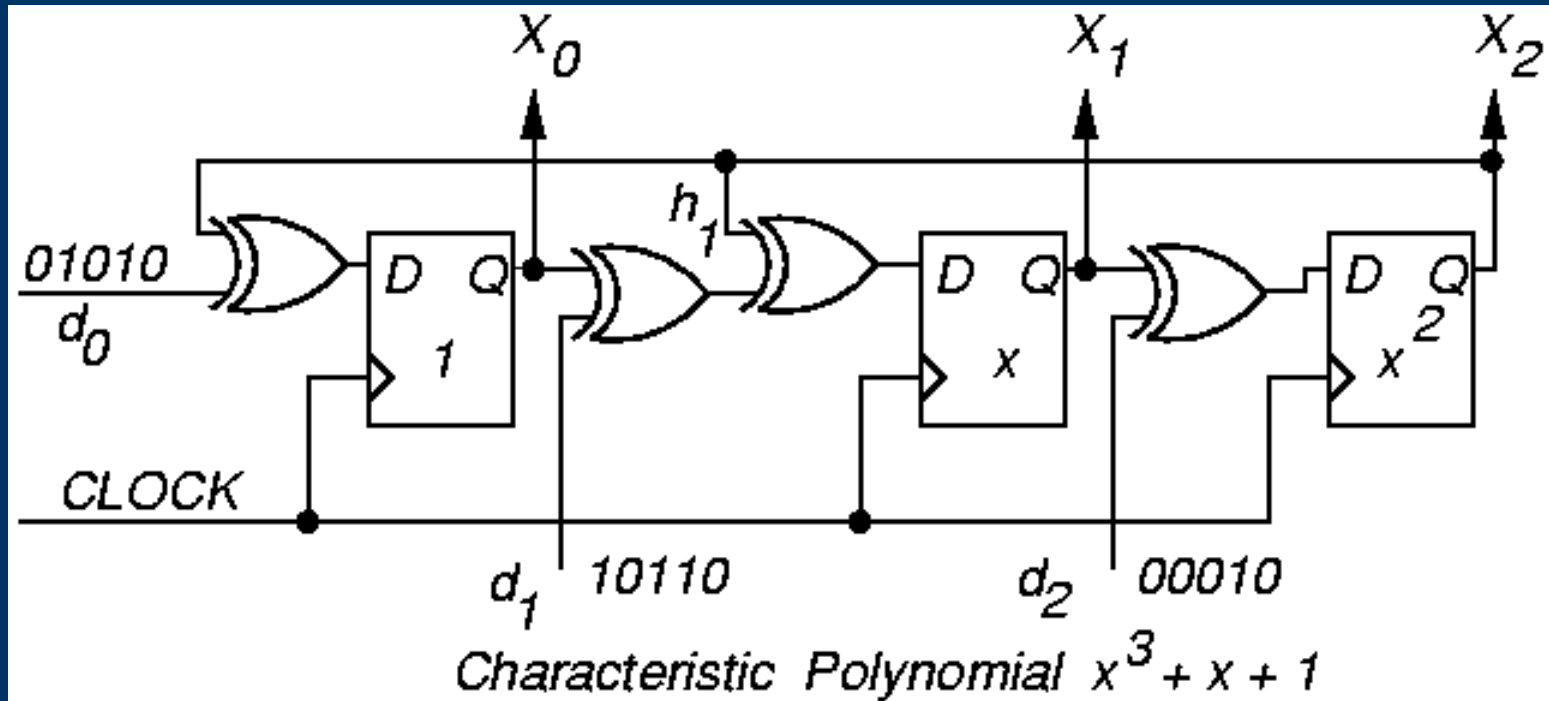 X0 X1 X2
h1
01010 D Q D Q D Q
d0 1 x x2
CLOCK
d1 10110 d2 00010
Characteristic Polynomial x3 + x + 1